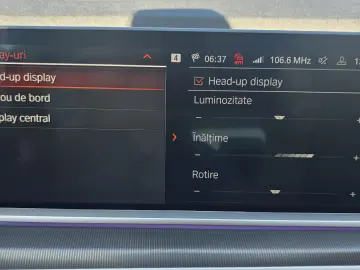 ay-uri
d-up display
ou de bord
play central
4 06:37 106.6 MHz
Head-up display
Luminozitate
Înălțime
Rotire